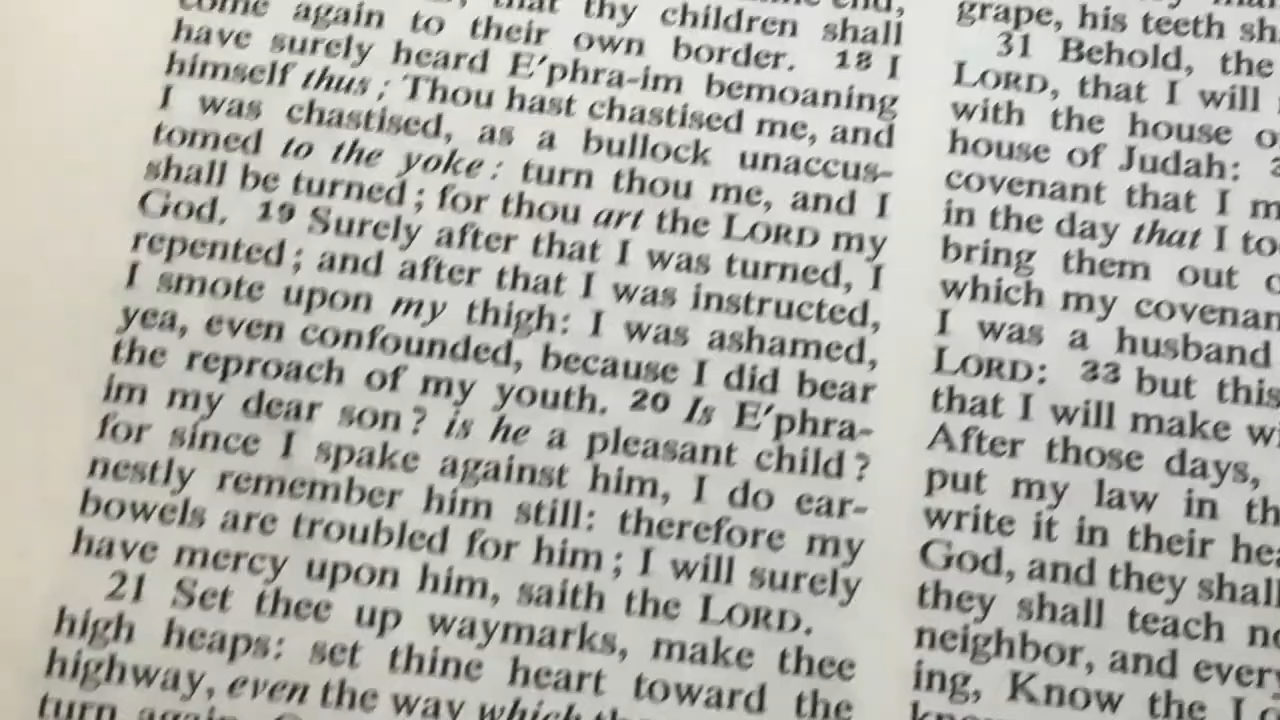 come again to their own border. 18 I
have surely heard E′phra-im bemoaning
himself thus; Thou hast chastised me, and
I was chastised, as a bullock unaccus-
tomed to the yoke: turn thou me, and I
shall be turned; for thou art the LORD my
God. 19 Surely after that I was turned, I
repented; and after that I was instructed,
I smote upon my thigh: I was ashamed,
yea, even confounded, because I did bear
the reproach of my youth. 20 Is E′phra-
im my dear son? is he a pleasant child?
for since I spake against him, I do ear-
nestly remember him still: therefore my
bowels are troubled for him; I will surely
have mercy upon him, saith the LORD.
21 Set thee up waymarks, make thee
high heaps: set thine heart toward the
highway, even the way which
turn again
grape, his teeth
31 Behold, the
LORD, that I will
with the house
house of Judah:
covenant that I
in the day that I
bring them out
which my
I was a husband
LORD: 33 but this
that I will make
After those days,
put my law in
write it in their
God, and they shall
they shall teach
neighbor, and
ing, Know the